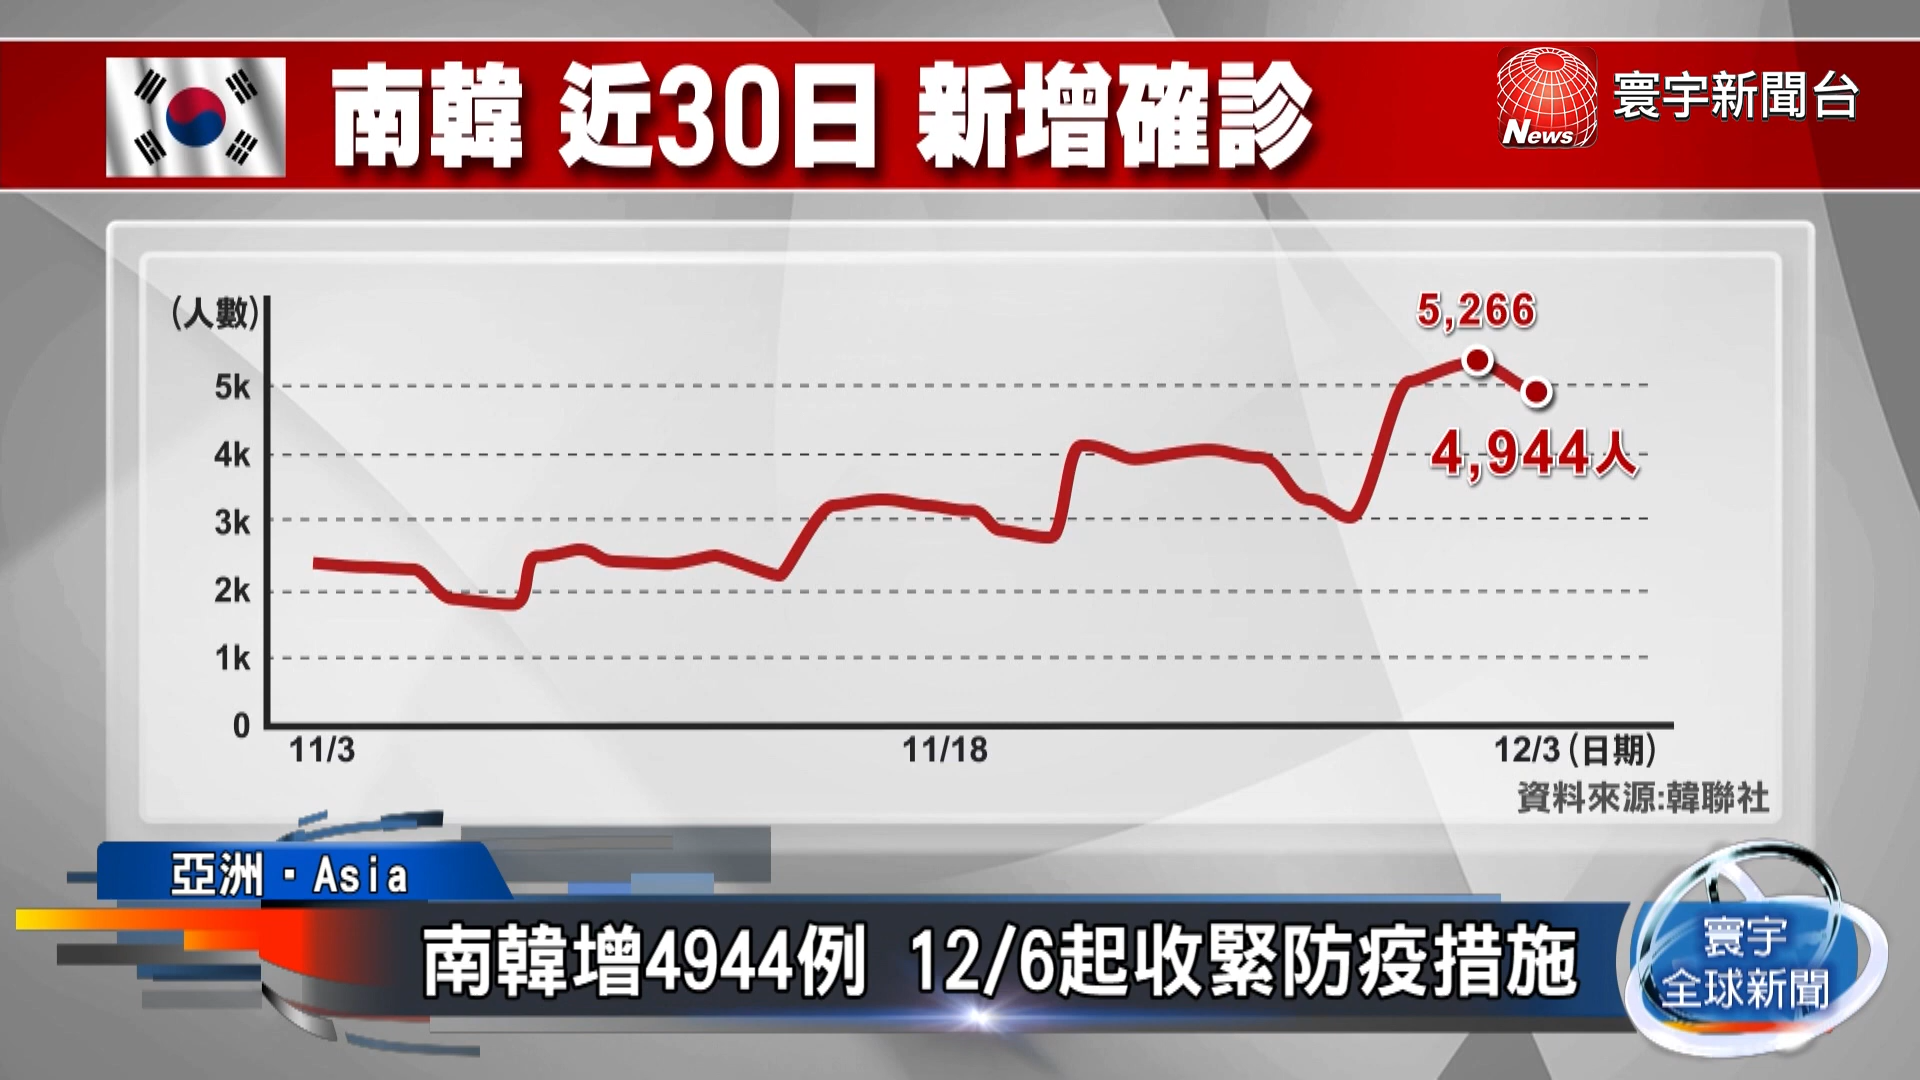 南韓 近30日 新增確診
News 寰宇新聞台
(人數)
5,266
5k
4k
4,944人
3k
2k
1k
0
11/3 11/18 12/3(日期)
資料來源:韓聯社
亞洲·Asia
南韓增4944例 12/6起收緊防疫措施
寰宇
全球新聞